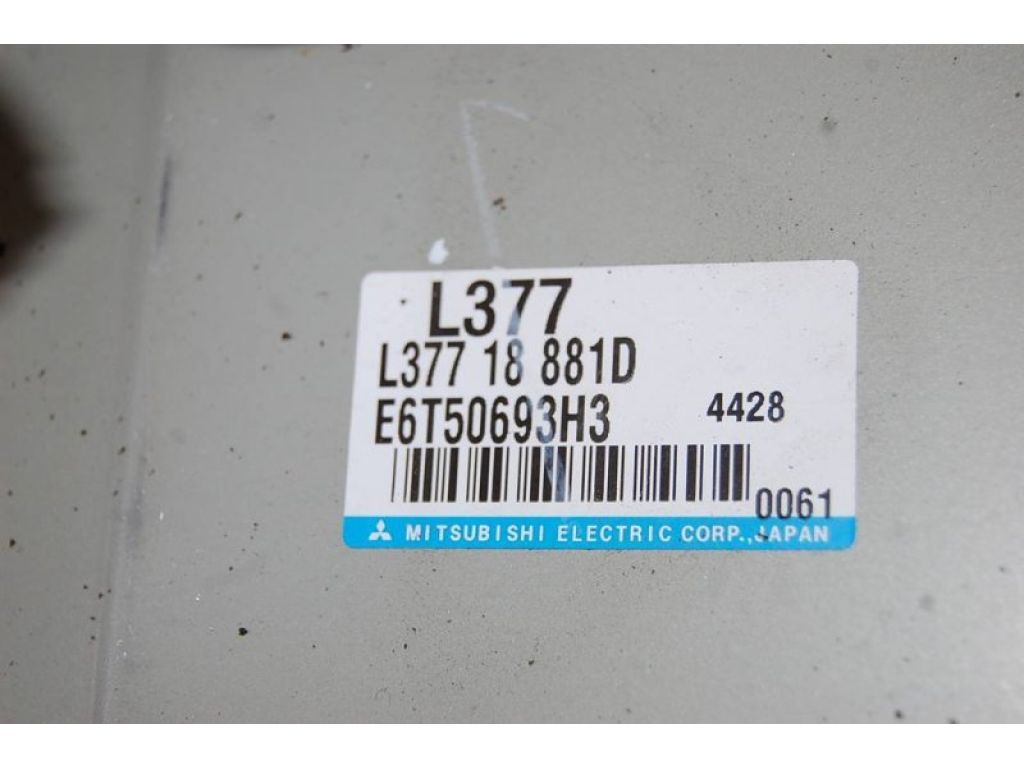 L377
L377 18 881D
E6T50693H3 4428
0061
MITSUBISHI ELECTRIC CORP.,JAPAN